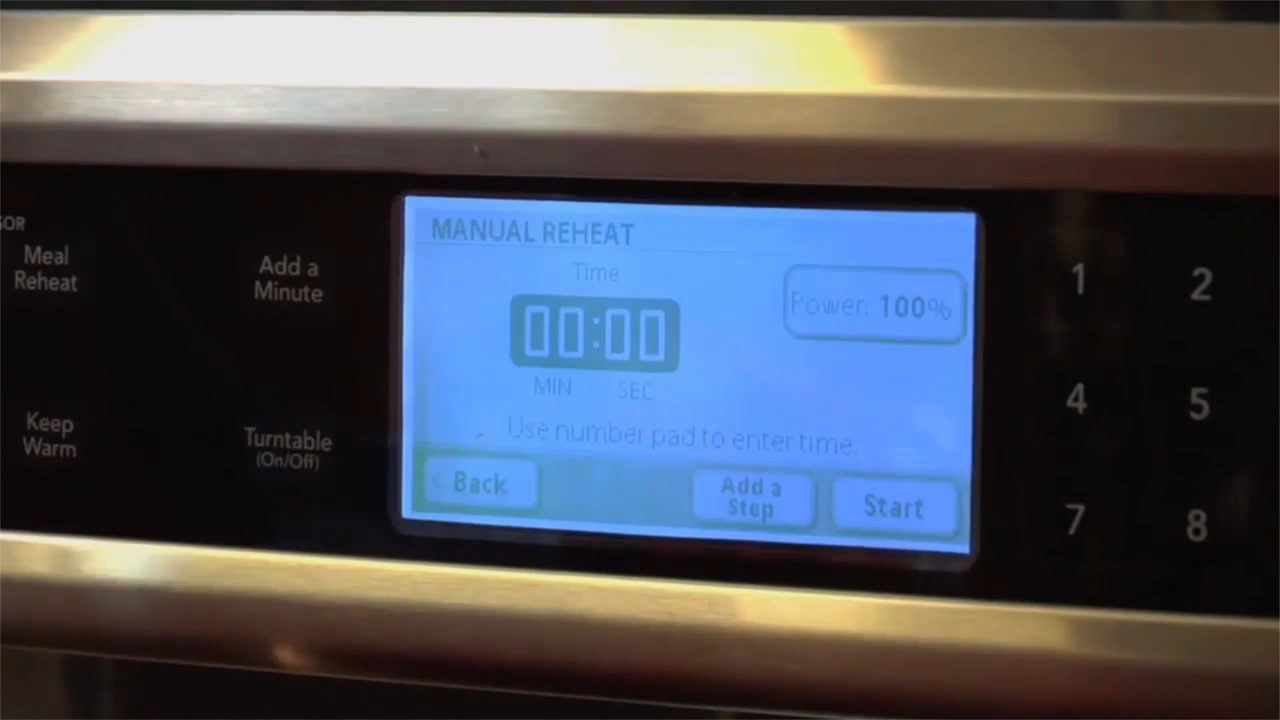 SOR
Meal
Reheat
Add a
Minute
Keep
Warm
Turntable
(On/Off)
MANUAL REHEAT
Time
00:00
MIN SEC
Power: 100%
Use number pad to enter time.
Back
Add a
Step
Start
1 2
4 5
7 8